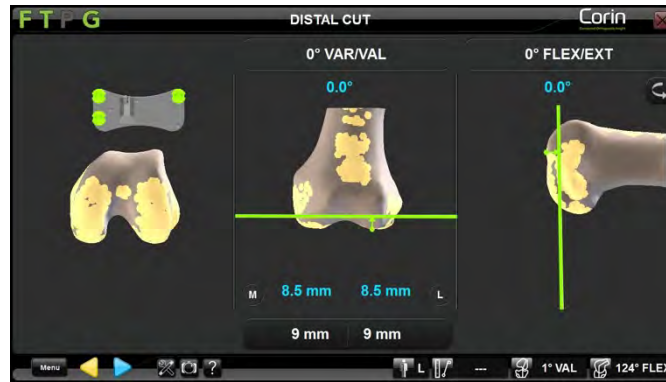 F T P G
DISTAL CUT
Corin
0° VAR/VAL
0° FLEX/EXT
0.0°
0.0°
M 8.5 mm 8.5 mm L
9 mm 9 mm
Menu ? L --- 1° VAL 124° FLEX